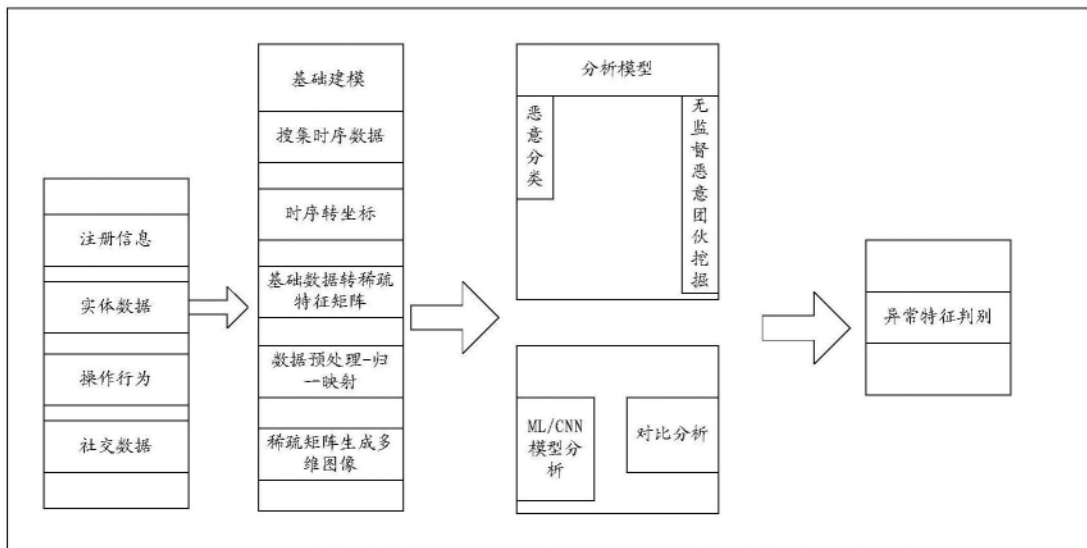 注册信息
实体数据
操作行为
社交数据
基础建模
搜集时序数据
时序转坐标
基础数据转稀疏
特征矩阵
数据预处理-归
一映射
稀疏矩阵生成多
维图像
分析模型
恶意分类
无监督恶意团伙挖掘
ML/CNN
模型分
析
对比分析
异常特征判别